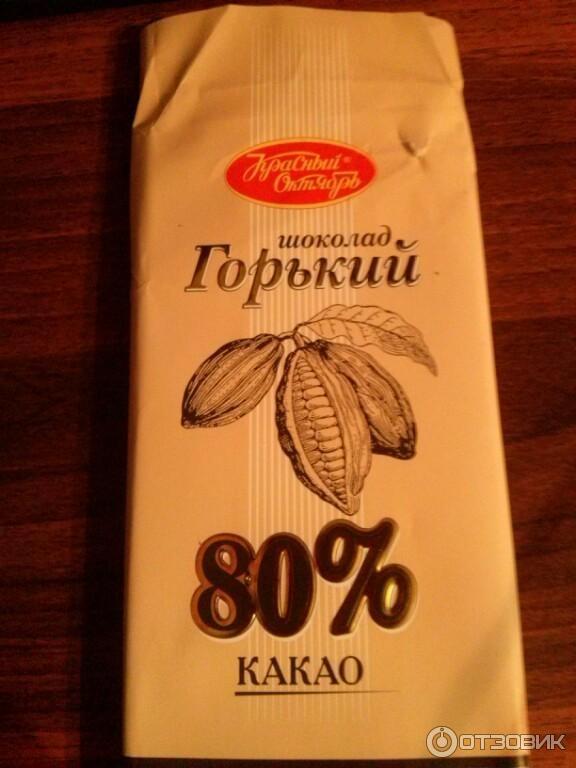 Красный®
Октябрь
шоколад
Горький
80%
КАКАО
ОТЗОВИК